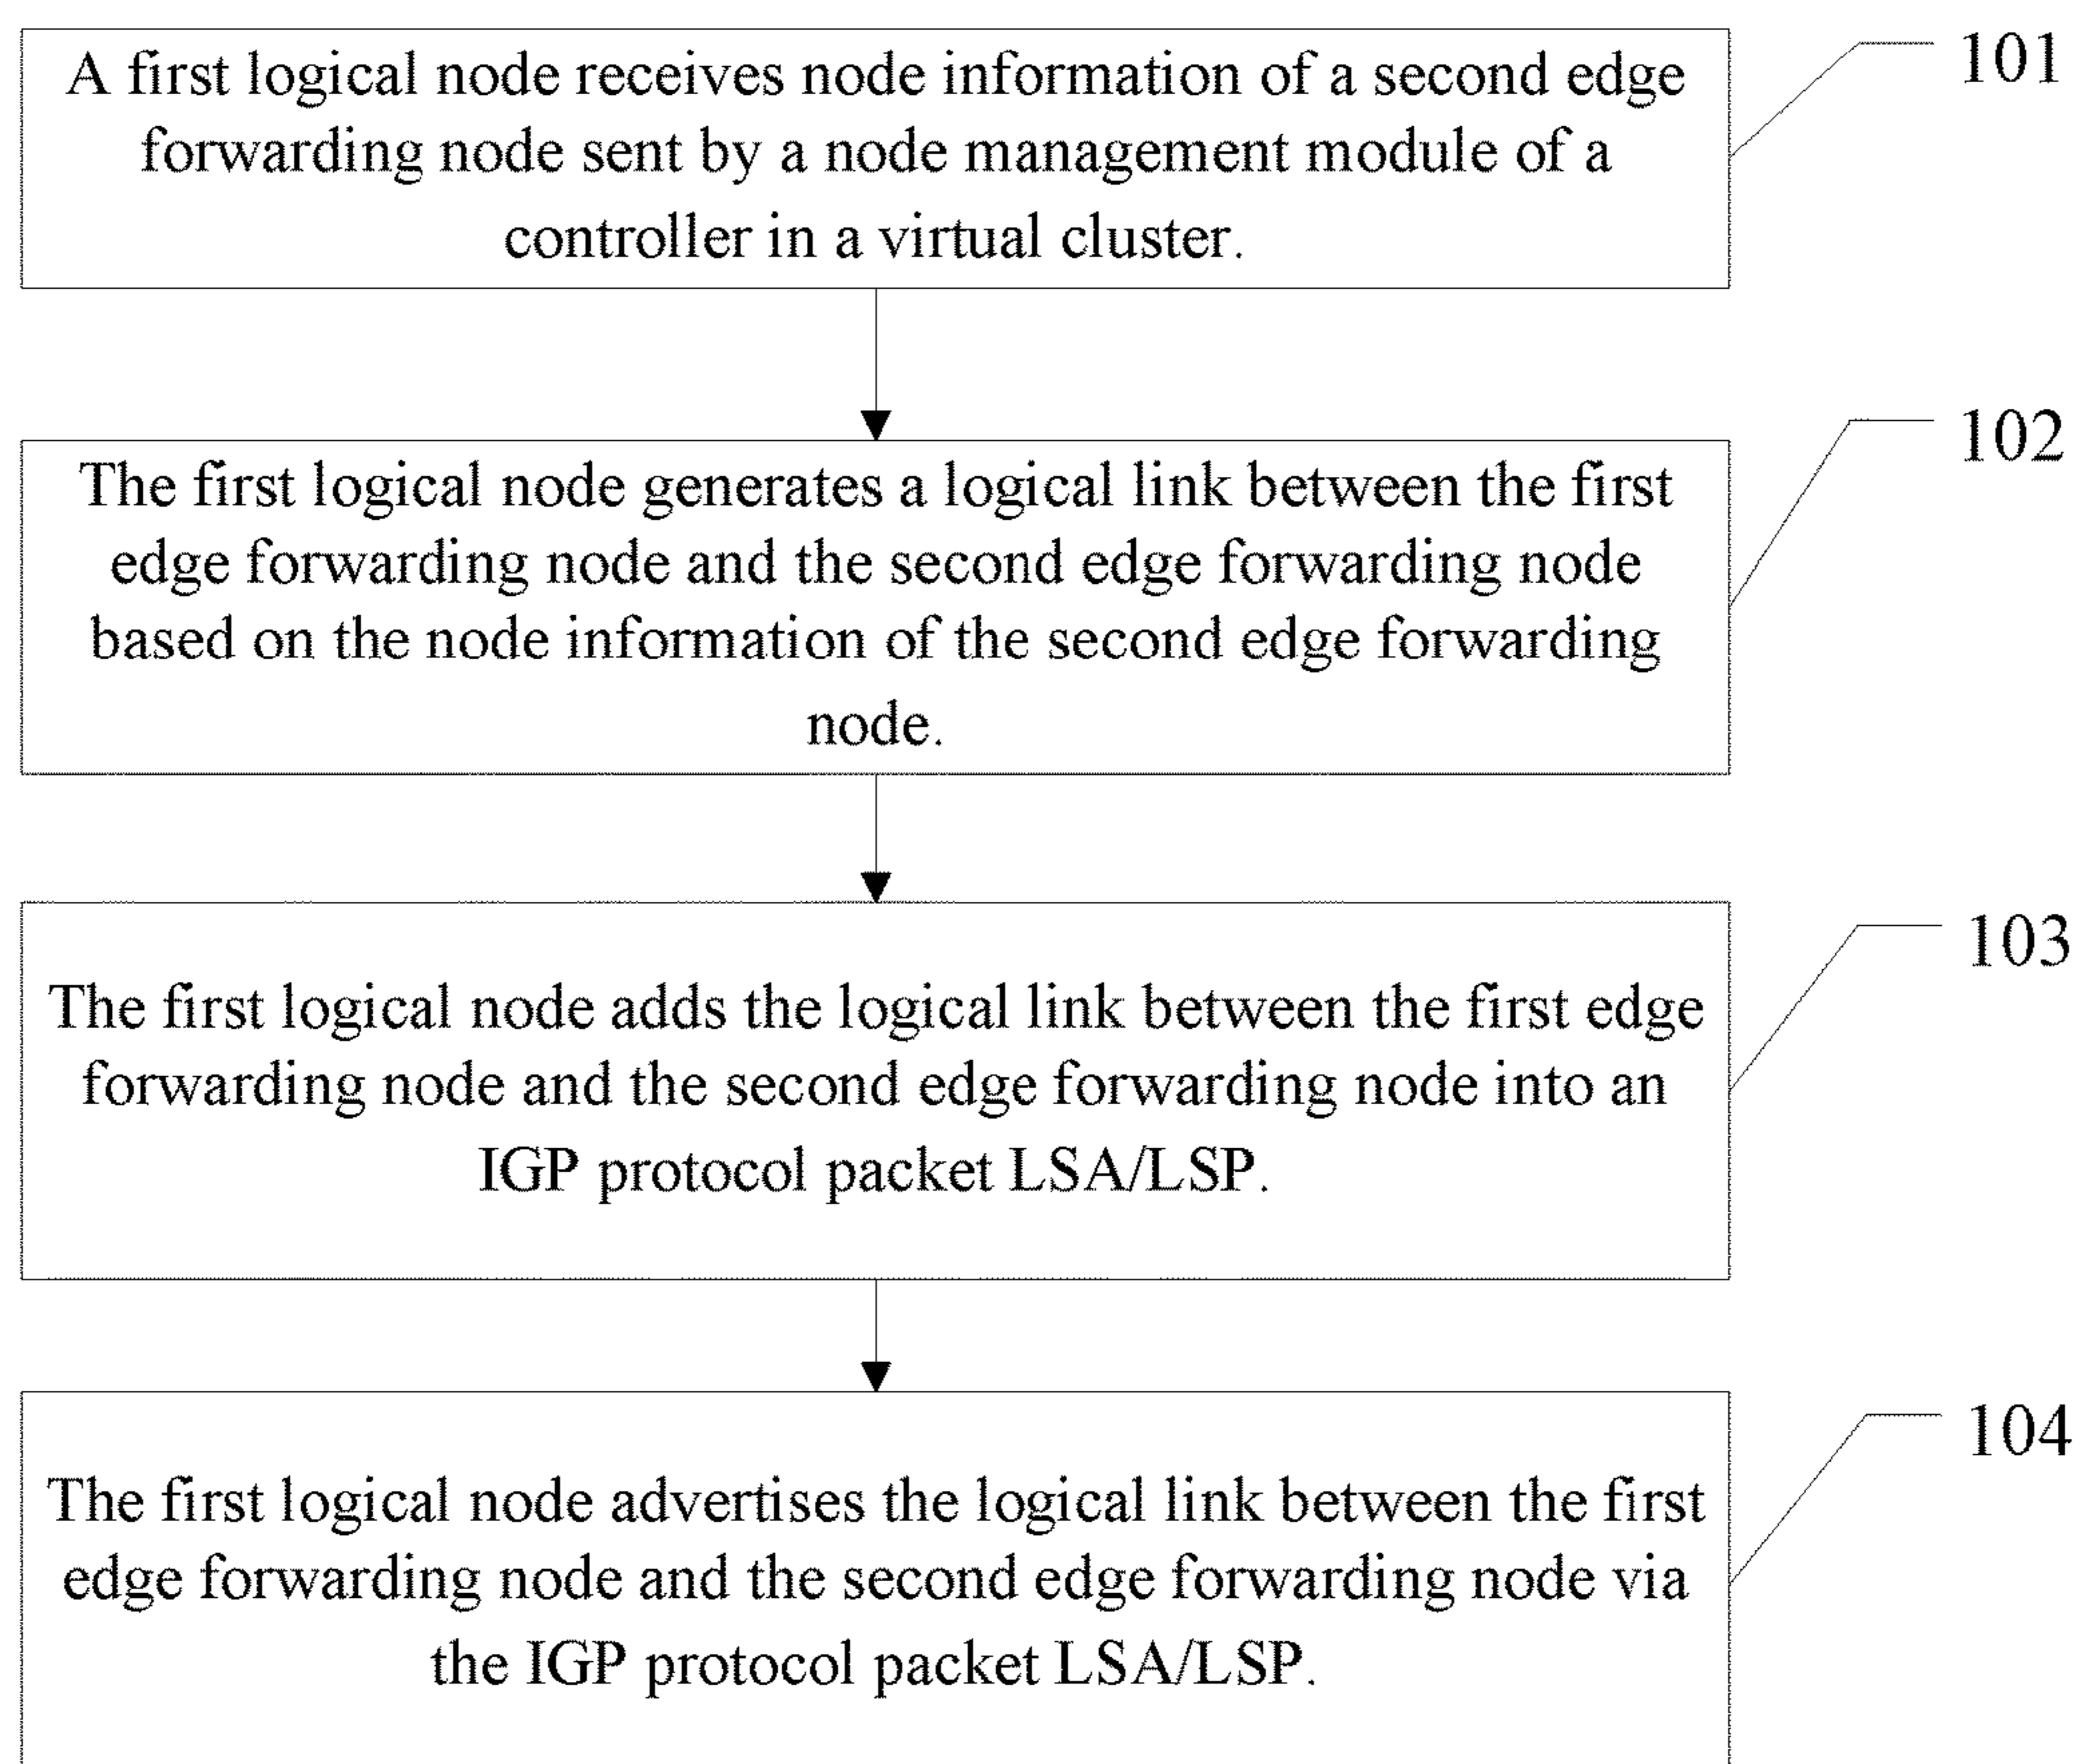 A first logical node receives node information of a second edge
forwarding node sent by a node management module of a
controller in a virtual cluster.
101
The first logical node generates a logical link between the first
edge forwarding node and the second edge forwarding node
based on the node information of the second edge forwarding
node.
102
The first logical node adds the logical link between the first edge
forwarding node and the second edge forwarding node into an
IGP protocol packet LSA/LSP.
103
The first logical node advertises the logical link between the first
edge forwarding node and the second edge forwarding node via
the IGP protocol packet LSA/LSP.
104